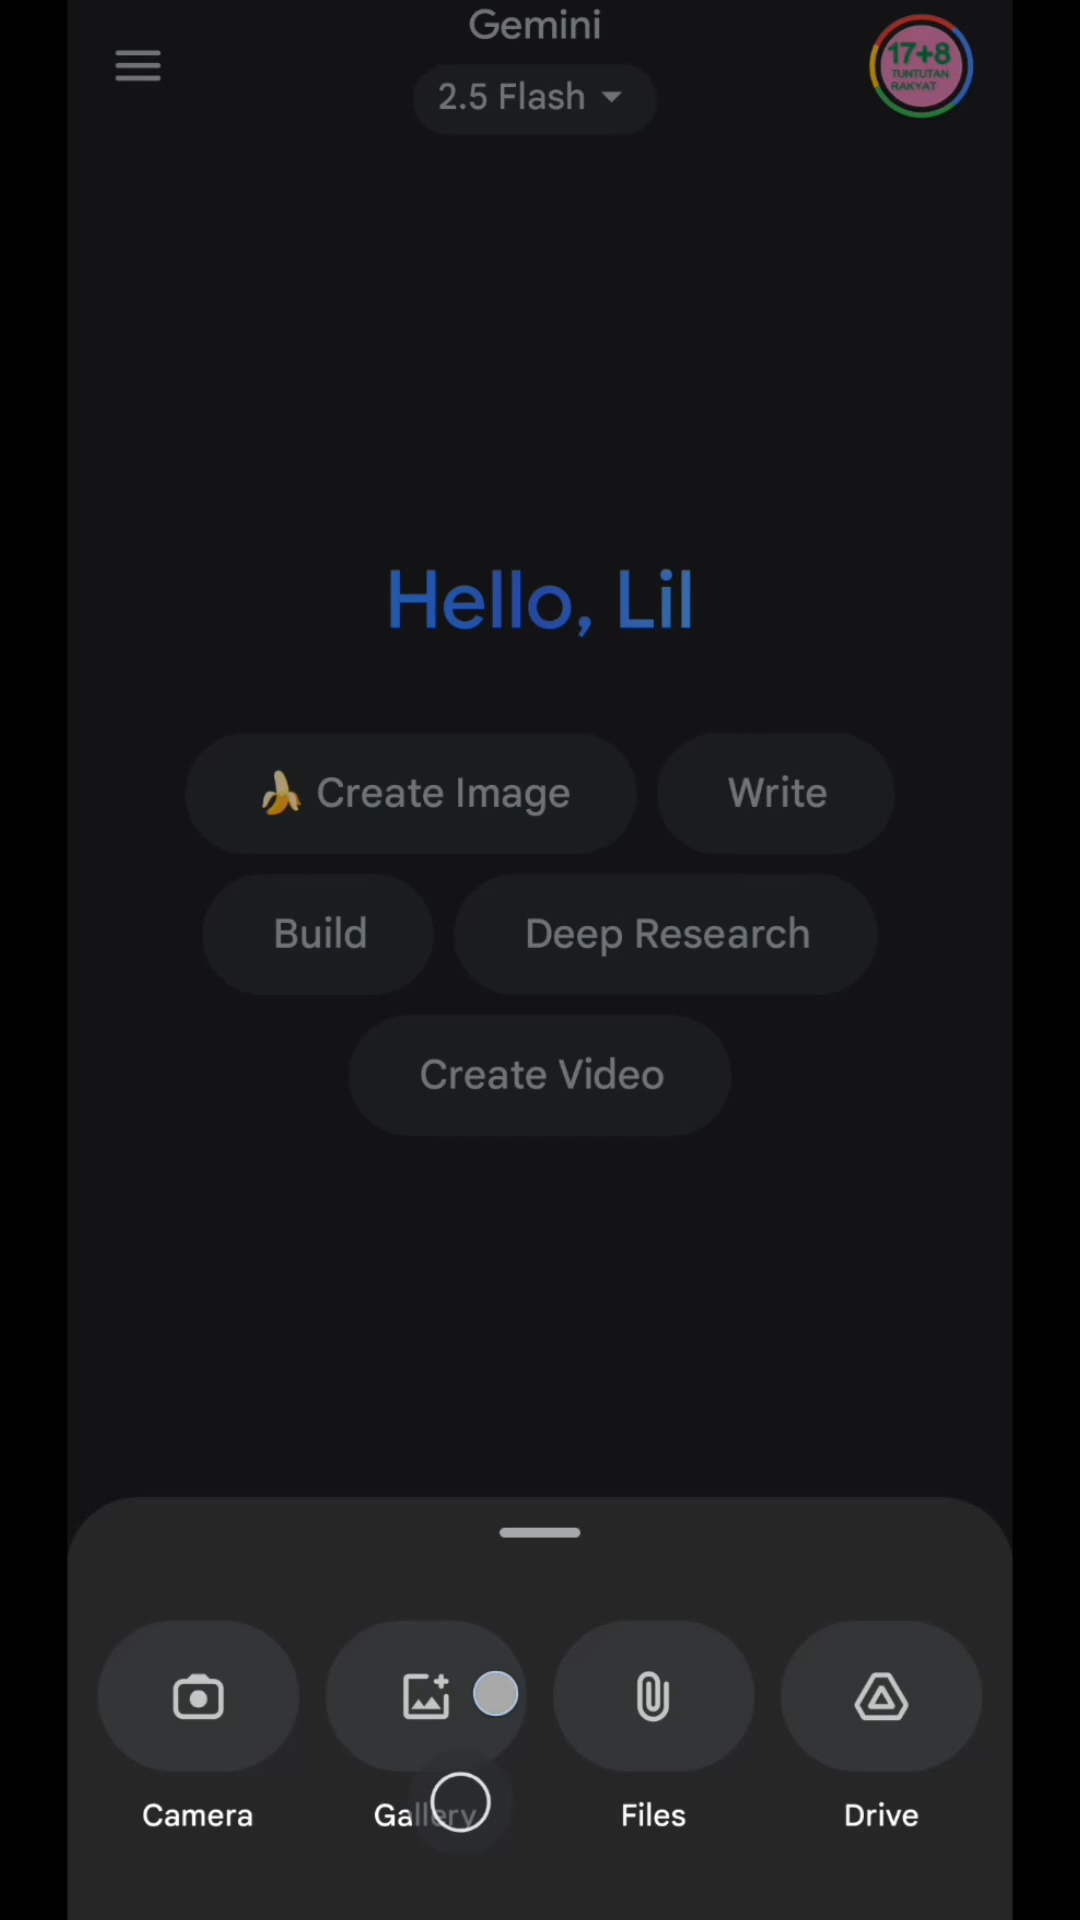 Gemini
2.5 Flash
17+8
TUNTUTAN
RAKYAT
Hello, Lil
Create Image
Write
Build
Deep Research
Create Video
Camera
Gallery
Files
Drive